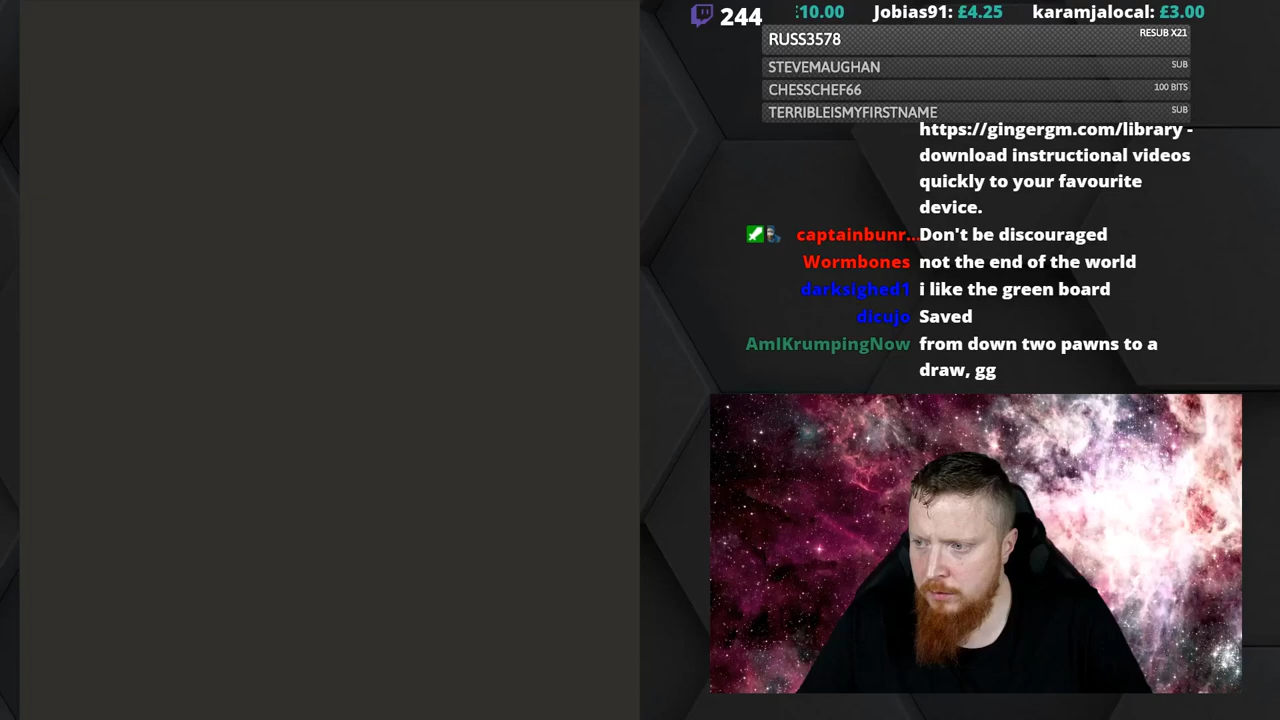 244
:10.00 Jobias91: £4.25 karamjalocal: £3.00
RUSS3578 RESUB X21
STEVEMAUGHAN SUB
CHESSCHEF66 100 BITS
TERRIBLEISMYFIRSTNAME SUB
https://gingergm.com/library -
download instructional videos
quickly to your favourite
device.
captainbunr... Don't be discouraged
Wormbones not the end of the world
darksighed1 i like the green board
dicujo Saved
AmIKrumpingNow from down two pawns to a
draw, gg